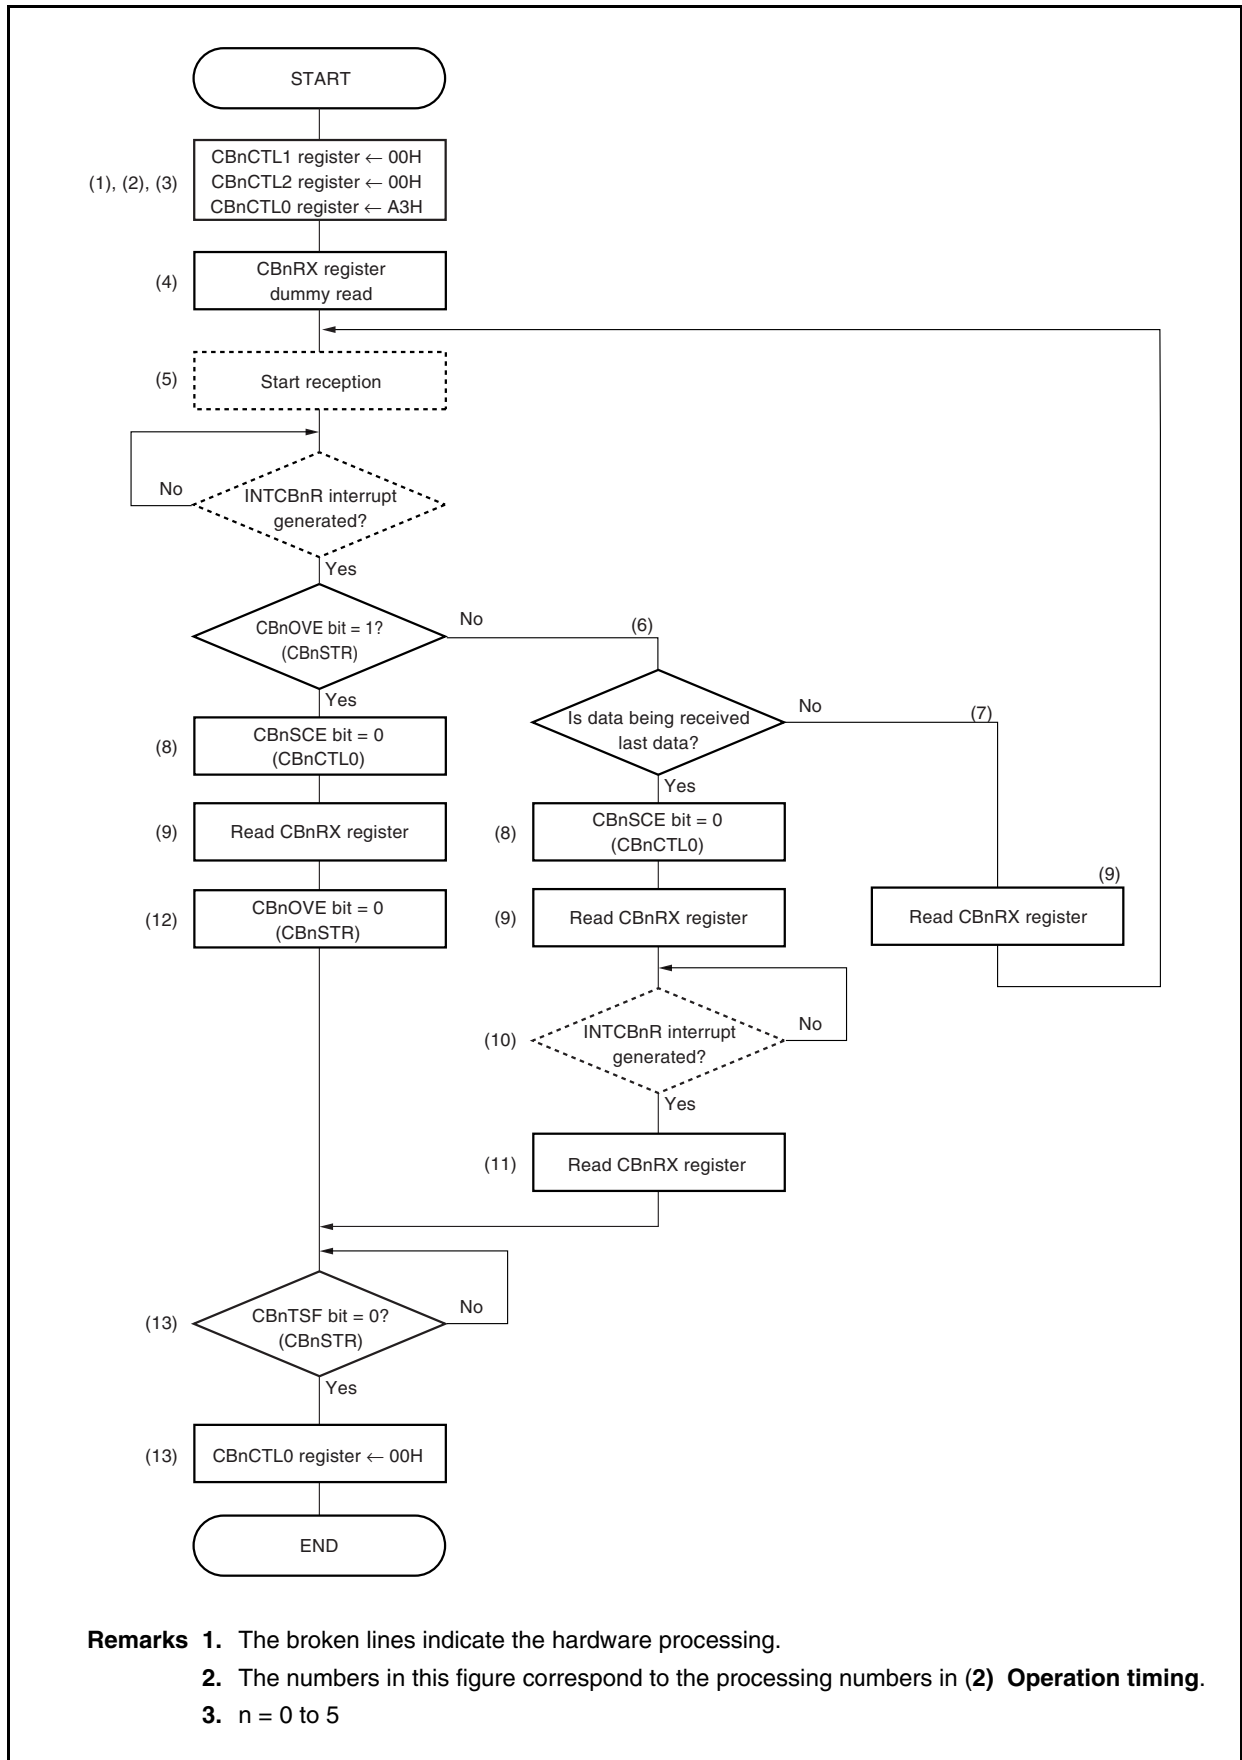 START
(1), (2), (3)
CBnCTL1 register ← 00H
CBnCTL2 register ← 00H
CBnCTL0 register ← A3H
(4)
CBnRX register
dummy read
(5)
Start reception
No
INTCBnR interrupt
generated?
Yes
CBnOVE bit = 1?
(CBnSTR)
No
(6)
Yes
Is data being received
last data?
No
(7)
Yes
(8)
CBnSCE bit = 0
(CBnCTL0)
(8)
CBnSCE bit = 0
(CBnCTL0)
(9)
Read CBnRX register
(9)
Read CBnRX register
(9)
Read CBnRX register
(12)
CBnOVE bit = 0
(CBnSTR)
(10)
INTCBnR interrupt
generated?
No
Yes
(11)
Read CBnRX register
(13)
CBnTSF bit = 0?
(CBnSTR)
No
Yes
(13)
CBnCTL0 register ← 00H
END
Remarks 1. The broken lines indicate the hardware processing.
2. The numbers in this figure correspond to the processing numbers in (2) Operation timing.
3. n = 0 to 5